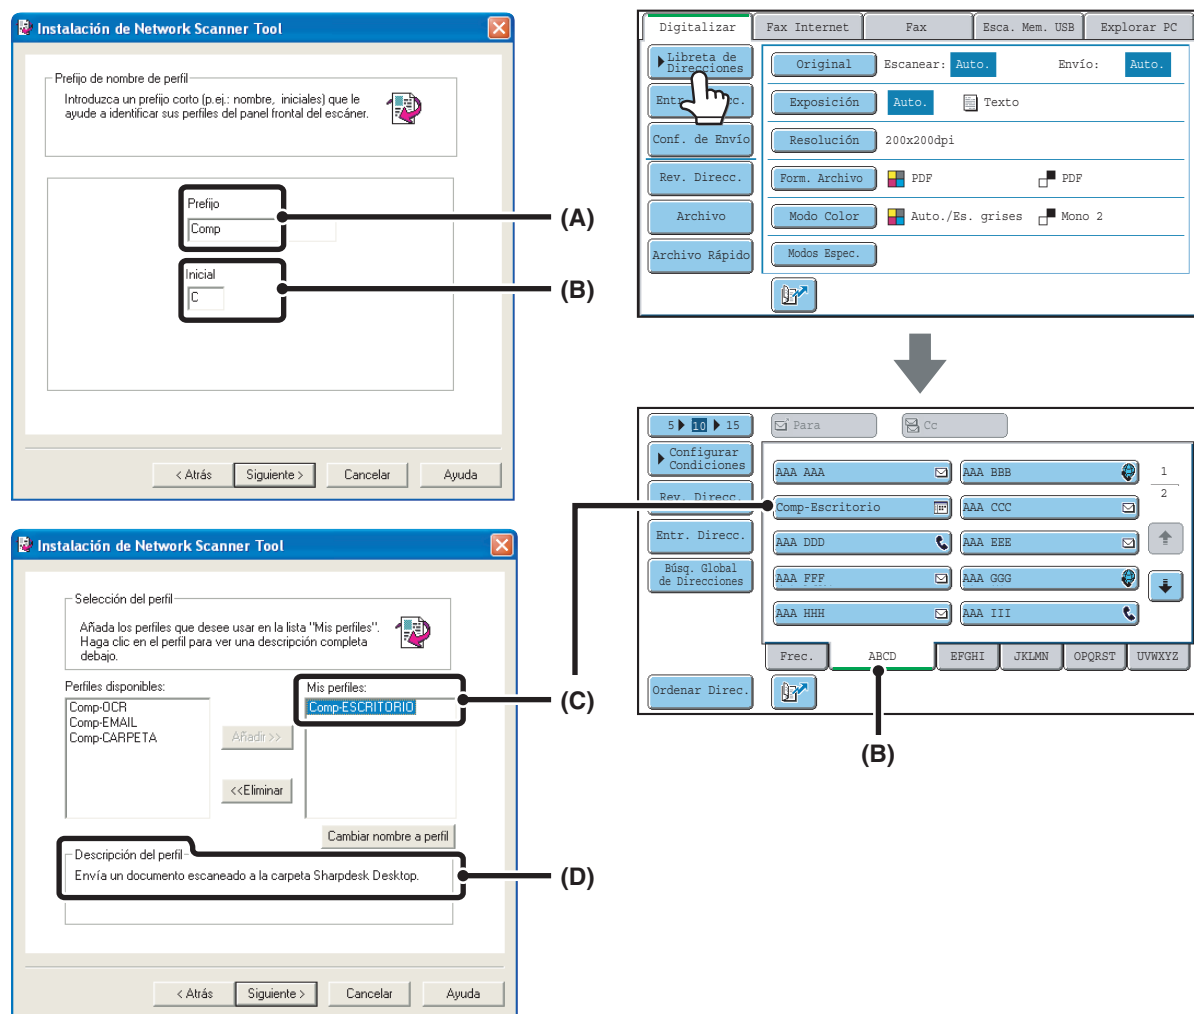 Instalación de Network Scanner Tool
Prefijo de nombre de perfil
Introduzca un prefijo corto (p.ej.: nombre, iniciales) que le
ayude a identificar sus perfiles del panel frontal del escáner.
Prefijo
Comp
(A)
Inicial
C
(B)
< Atrás
Siguiente >
Cancelar
Ayuda
Instalación de Network Scanner Tool
Selección del perfil
Añada los perfiles que desee usar en la lista "Mis perfiles".
Haga clic en el perfil para ver una descripción completa
debajo.
Perfiles disponibles:
Comp-OCR
Comp-EMAIL
Comp-CARPETA
Añadir >>
<<Eliminar
Mis perfiles:
Comp-ESCRITORIO
(C)
Cambiar nombre a perfil
Descripción del perfil
Envía un documento escaneado a la carpeta Sharpdesk Desktop.
(D)
< Atrás
Siguiente >
Cancelar
Ayuda
Digitalizar
Fax Internet
Fax
Esca. Mem. USB
Explorar PC
Libreta de
Direcciones
Conf. de Envío
Rev. Direcc.
Archivo
Archivo Rápido
Original
Escanear:
Auto.
Envío:
Auto.
Exposición
Auto.
Texto
Resolución
200x200dpi
Form. Archivo
PDF
PDF
Modo Color
Auto./Es. grises
Mono 2
Modos Espec.
5
10
15
Para
Cc
Configurar
Condiciones
Rev. Direcc.
Entr. Direcc.
Búsq. Global
de Direcciones
Ordenar Direc.
AAA AAA
AAA BBB
Comp-Escritorio
AAA CCC
AAA DDD
AAA EEE
AAA FFF
AAA GGG
AAA HHH
AAA III
1
2
Frec.
ABCD
EFGHI
JKLMN
OPQRST
UVWXYZ
(B)